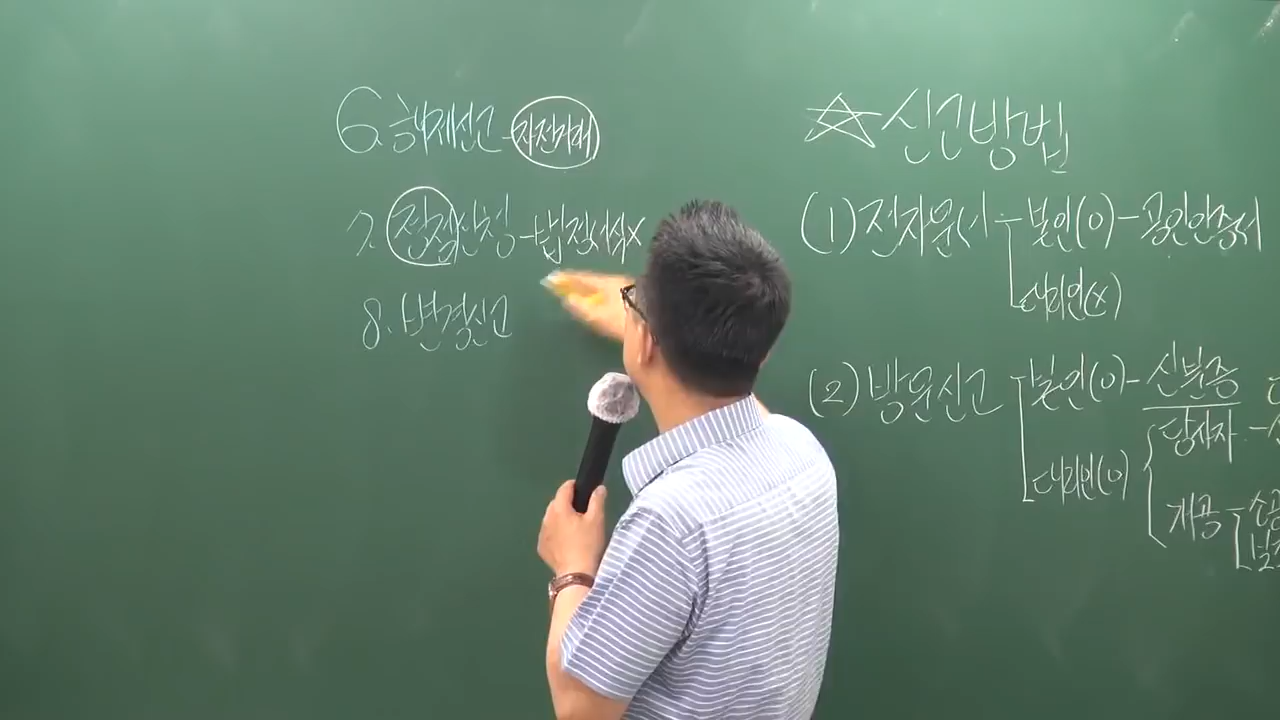 6. 해제신고 - 자전거래
7. 정정신청 - 법정서식x
8. 변경신고
☆신고방법
(1) 전자문서 - 본인(O) - 공인인증서
대리인(x)
(2) 방문신고 - 본인(O) - 신분증
대리인(O) 당사자 -
개공